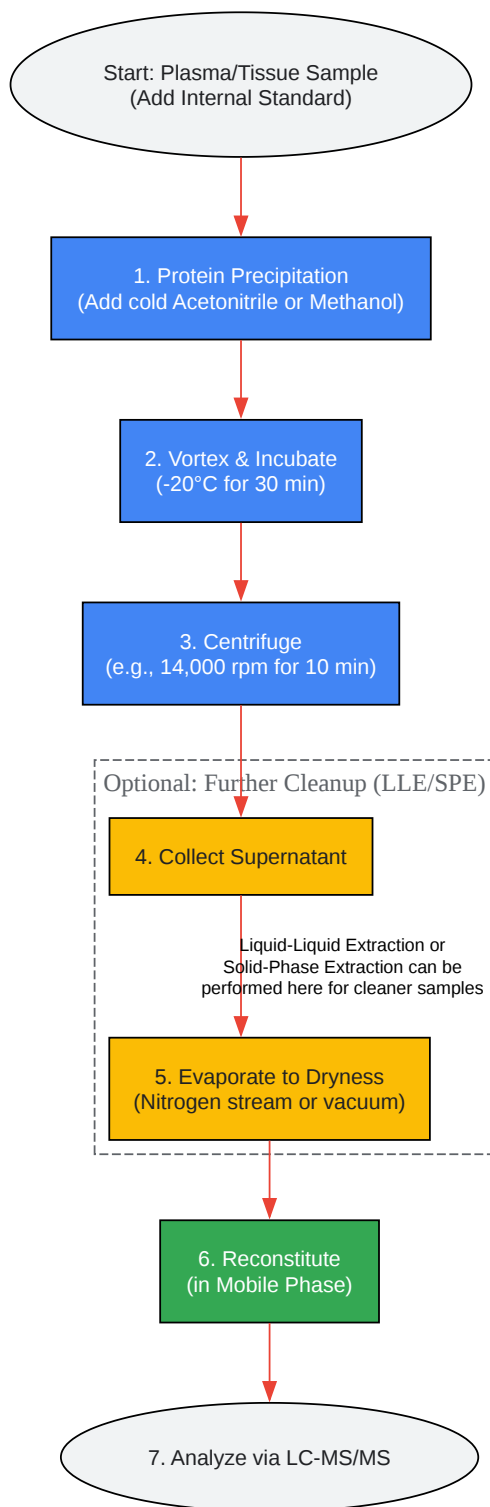 Start: Plasma/Tissue Sample
(Add Internal Standard)
1. Protein Precipitation
(Add cold Acetonitrile or Methanol)
2. Vortex & Incubate
(-20°C for 30 min)
3. Centrifuge
(e.g., 14,000 rpm for 10 min)
Optional: Further Cleanup (LLE/SPE)
4. Collect Supernatant
Liquid-Liquid Extraction or
Solid-Phase Extraction can be
performed here for cleaner samples
5. Evaporate to Dryness
(Nitrogen stream or vacuum)
6. Reconstitute
(in Mobile Phase)
7. Analyze via LC-MS/MS